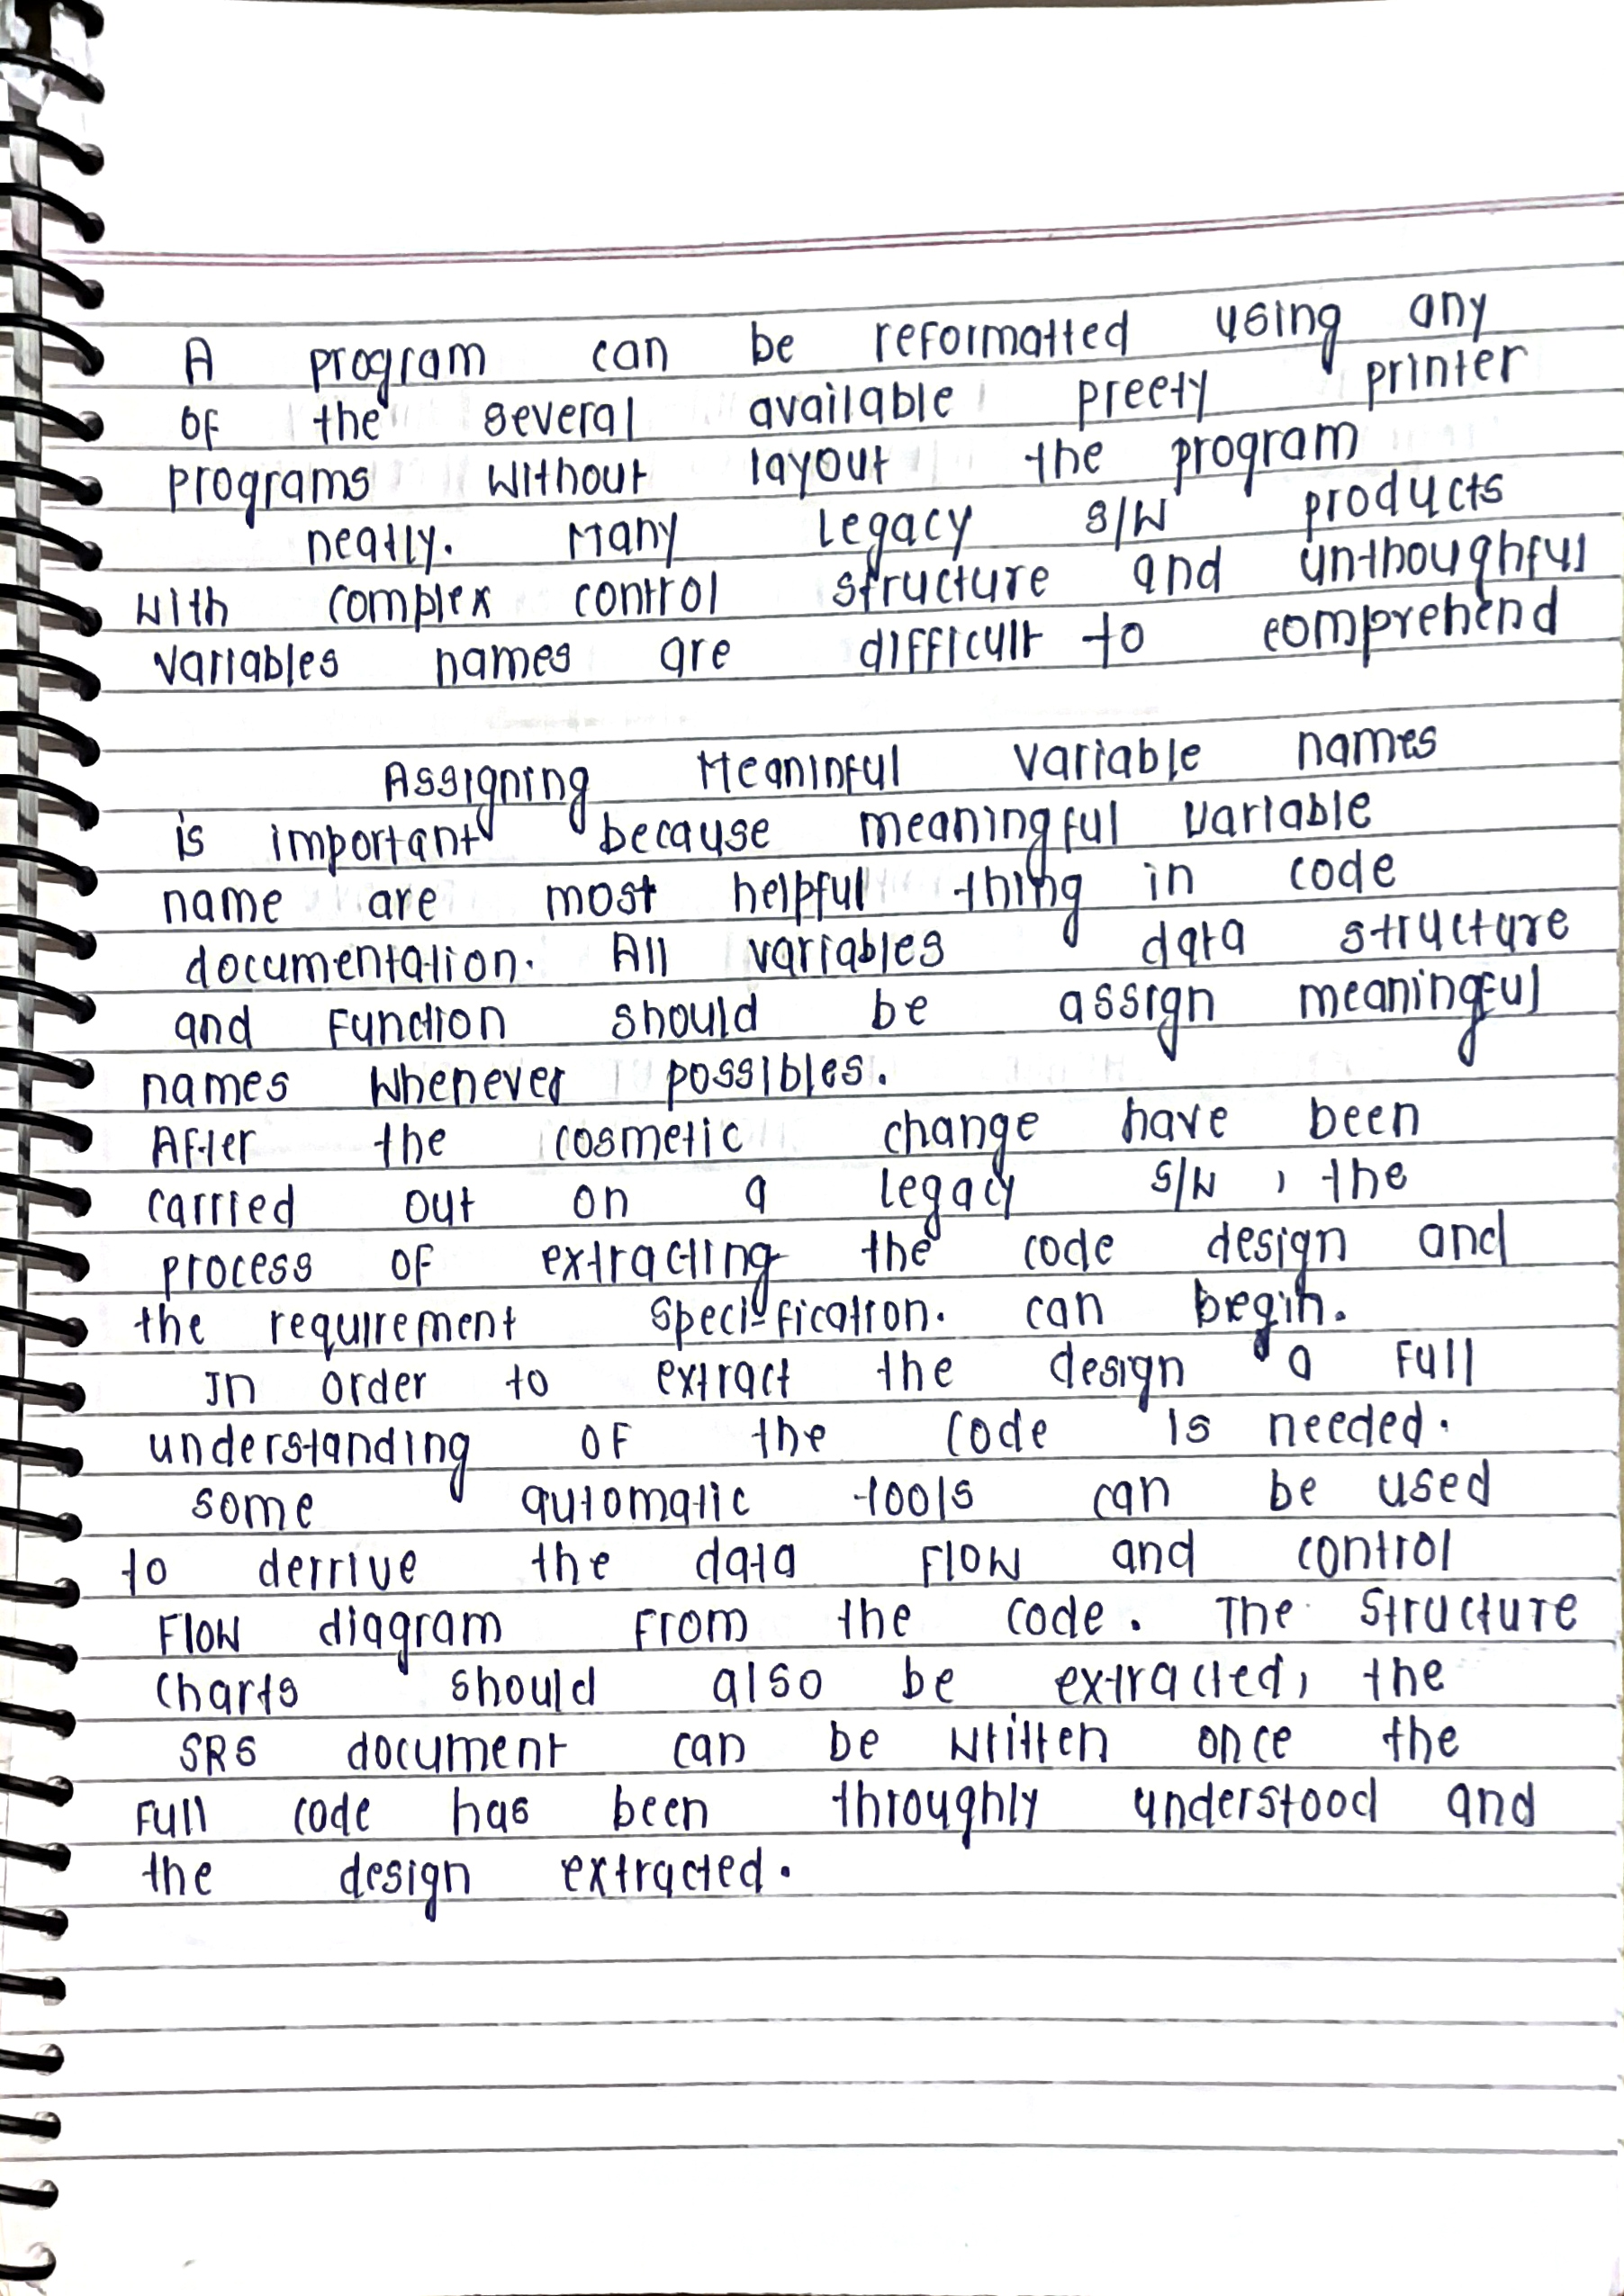 A program can be reformatted using any
of the several available preety printer
programs without layout the program
neatly. Many Legacy S/W products
with complex control structure and unthoughful
variables names are difficult to comprehend
Assigning Meaninful variable names
is important because meaningful variable
name are most helpful thing in code
documentation. All variables data structure
and Function should be assign meaningful
names whenever possibles.
After the cosmetic change have been
carried out on a legacy S/W , the
process of extracting the code design and
the requirement specification. can begin.
In order to extract the design a full
understanding of the code is needed.
some automatic tools can be used
to derrive the data flow and control
flow diagram from the code. The structure
charts should also be extracted, the
SRS document can be written once the
full code has been throughly understood and
the design extracted.